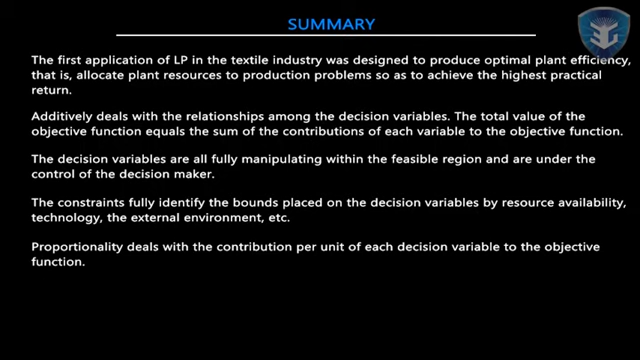 SUMMARY
The first application of LP in the textile industry was designed to produce optimal plant efficiency,
that is, allocate plant resources to production problems so as to achieve the highest practical
return.
Additively deals with the relationships among the decision variables. The total value of the
objective function equals the sum of the contributions of each variable to the objective function.
The decision variables are all fully manipulating within the feasible region and are under the
control of the decision maker.
The constraints fully identify the bounds placed on the decision variables by resource availability,
technology, the external environment, etc.
Proportionality deals with the contribution per unit of each decision variable to the objective
function.